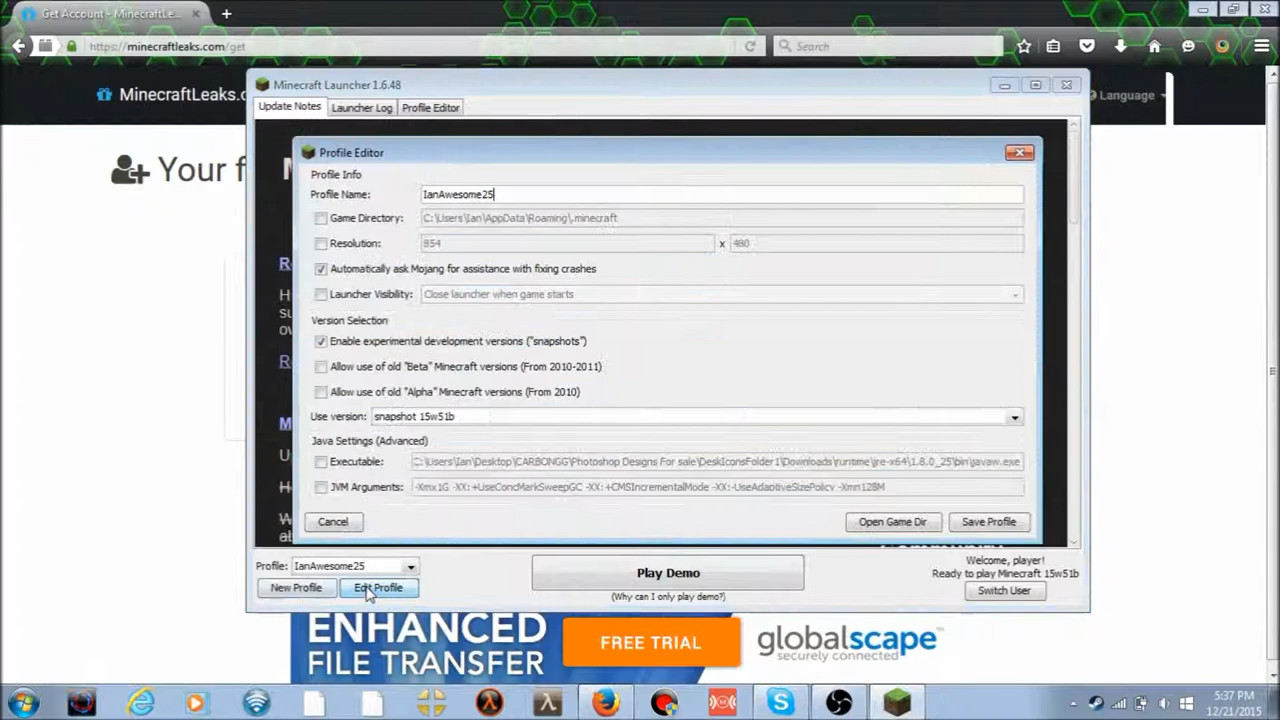 Get Account - MinecraftLe...
https://minecraftleaks.com/get
Search
MinecraftLeaks.c
Language
Your f
Minecraft Launcher 1.6.48
Update Notes
Launcher Log
Profile Editor
Profile Editor
Profile Info
Profile Name: IanAwesome25
Game Directory: C:\Users\Ian\AppData\Roaming\.minecraft
Resolution: 854 x 480
Automatically ask Mojang for assistance with fixing crashes
Launcher Visibility: Close launcher when game starts
Version Selection
Enable experimental development versions ("snapshots")
Allow use of old "Beta" Minecraft versions (From 2010-2011)
Allow use of old "Alpha" Minecraft versions (From 2010)
Use version: snapshot 15w51b
Java Settings (Advanced)
Executable: C:\Users\Ian\Desktop\CARBONGG\Photoshop Designs For sale\DeskIconsFolder1\Downloads\runtime\jre-x64\1.8.0_25\bin\javaw.exe
JVM Arguments: -Xmx1G -XX:+UseConcMarkSweepGC -XX:+CMSIncrementalMode -XX:-UseAdaptiveSizePolicy -Xmn128M
Cancel
Open Game Dir
Save Profile
Profile: IanAwesome25
New Profile
Edit Profile
Play Demo
(Why can I only play demo?)
Welcome, player!
Ready to play Minecraft 15w51b
Switch User
ENHANCED
FILE TRANSFER
FREE TRIAL
globalscape
securely connected
5:37 PM
12/21/2015